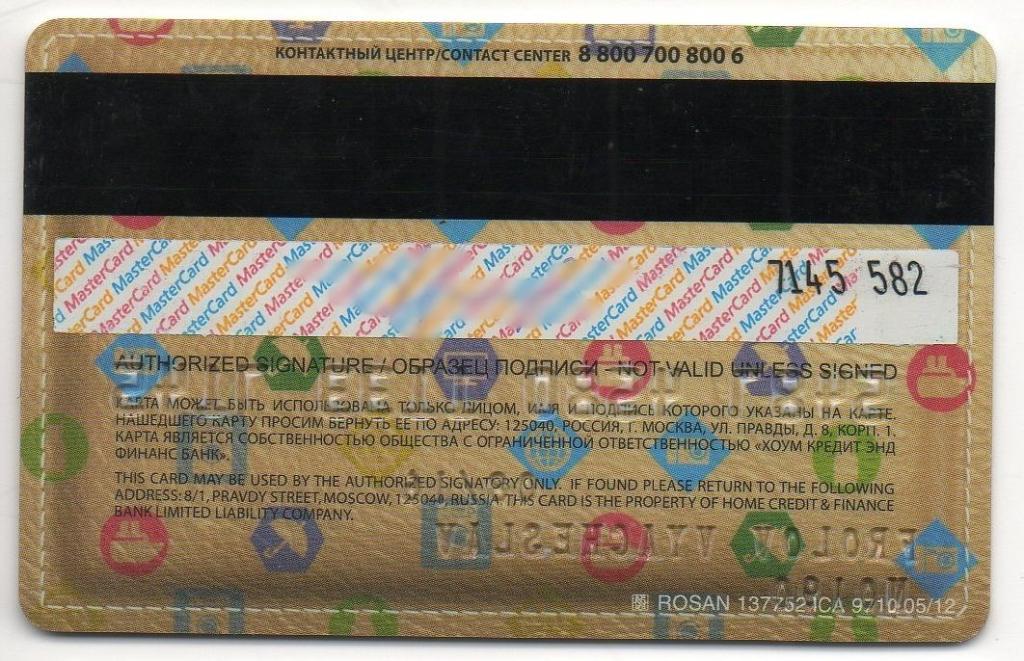 КОНТАКТНЫЙ ЦЕНТР/CONTACT CENTER 8 800 700 800 6
MasterCard MasterCard MasterCard
7145 582
AUTHORIZED SIGNATURE / ОБРАЗЕЦ ПОДПИСИ - NOT VALID UNLESS SIGNED
КАРТА МОЖЕТ БЫТЬ ИСПОЛЬЗОВАНА ТОЛЬКО ЛИЦОМ, ИМЯ И ПОДПИСЬ КОТОРОГО УКАЗАНЫ НА КАРТЕ.
НАШЕДШЕГО КАРТУ ПРОСИМ ВЕРНУТЬ ЕЕ ПО АДРЕСУ: 125040, РОССИЯ, Г. МОСКВА, УЛ. ПРАВДЫ, Д. 8, КОРП. 1.
КАРТА ЯВЛЯЕТСЯ СОБСТВЕННОСТЬЮ ОБЩЕСТВА С ОГРАНИЧЕННОЙ ОТВЕТСТВЕННОСТЬЮ «ХОУМ КРЕДИТ ЭНД
ФИНАНС БАНК».
THIS CARD MAY BE USED BY THE AUTHORIZED SIGNATORY ONLY. IF FOUND PLEASE RETURN TO THE FOLLOWING
ADDRESS: 8/1, PRAVDY STREET, MOSCOW, 125040, RUSSIA THIS CARD IS THE PROPERTY OF HOME CREDIT & FINANCE
BANK LIMITED LIABILITY COMPANY.
FROLOV VYACHESLAV
ROSAN 137752 ICA 9710 05/12